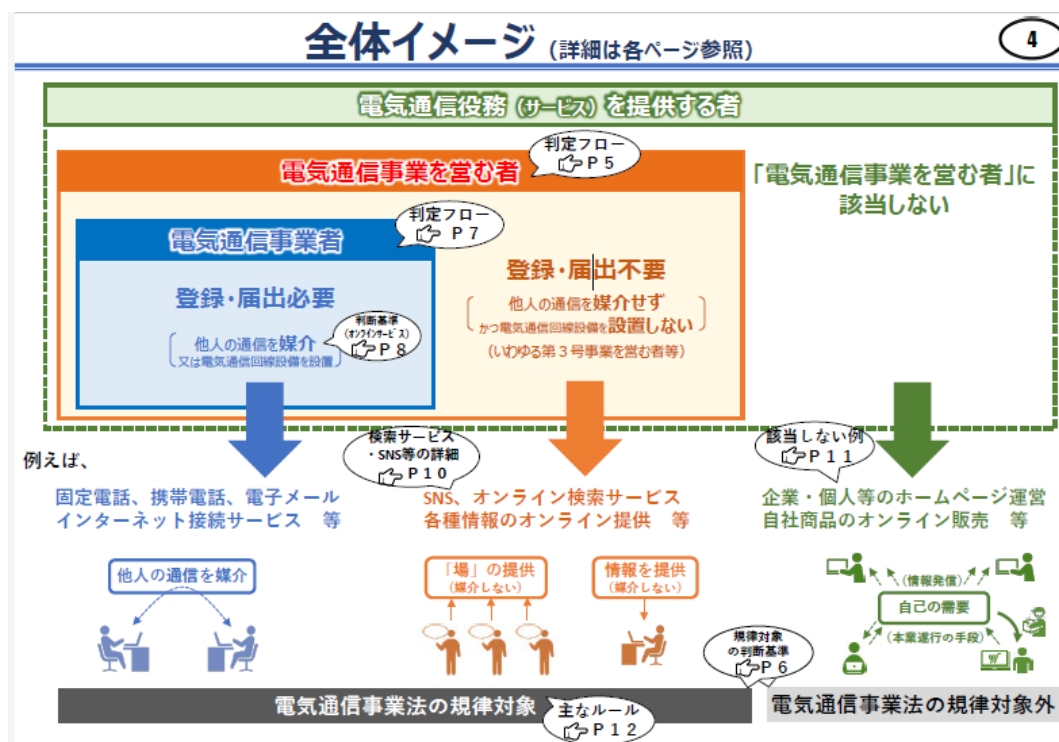 全体イメージ (詳細は各ページ参照)
4
電気通信役務 (サービス) を提供する者
判定フロー
P 5
電気通信事業を営む者
「電気通信事業を営む者」に
該当しない
判定フロー
P 7
電気通信事業者
登録・届出必要
他人の通信を媒介
又は電気通信回線設備を設置
判断基準
(オンラインサービス)
P 8
登録・届出不要
他人の通信を媒介せず
かつ電気通信回線設備を設置しない
(いわゆる第3号事業を営む者等)
例えば、
検索サービス
・SNS等の詳細
P 1 0
該当しない例
P 1 1
固定電話、携帯電話、電子メール
インターネット接続サービス 等
SNS、オンライン検索サービス
各種情報のオンライン提供 等
企業・個人等のホームページ運営
自社商品のオンライン販売 等
他人の通信を媒介
「場」の提供
(媒介しない)
情報を提供
(媒介しない)
(情報発信)
自己の需要
(本業遂行の手段)
規律対象
の判断基準
P 6
電気通信事業法の規律対象
主なルール
P 1 2
電気通信事業法の規律対象外